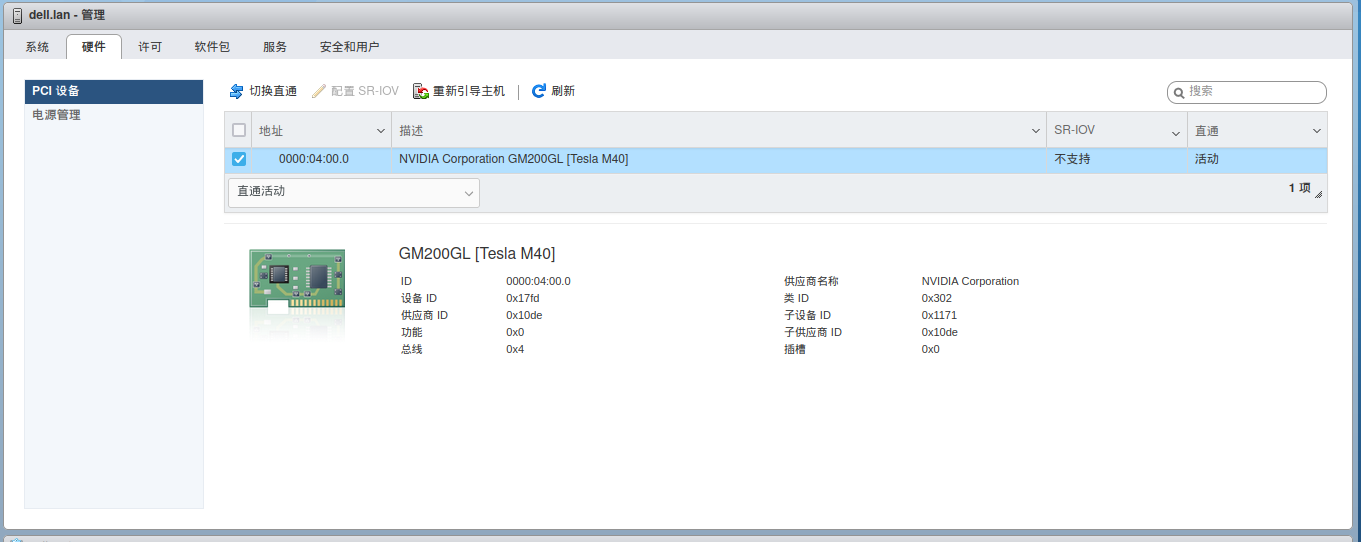 dell.lan - 管理
系统 硬件 许可 软件包 服务 安全和用户
PCI 设备
电源管理
切换直通 配置 SR-IOV 重新引导主机 | 刷新 搜索
地址 描述 SR-IOV 直通
0000:04:00.0 NVIDIA Corporation GM200GL [Tesla M40] 不支持 活动
直通活动 1 项
GM200GL [Tesla M40]
ID 0000:04:00.0 供应商名称 NVIDIA Corporation
设备 ID 0x17fd 类 ID 0x302
供应商 ID 0x10de 子设备 ID 0x1171
功能 0x0 子供应商 ID 0x10de
总线 0x4 插槽 0x0